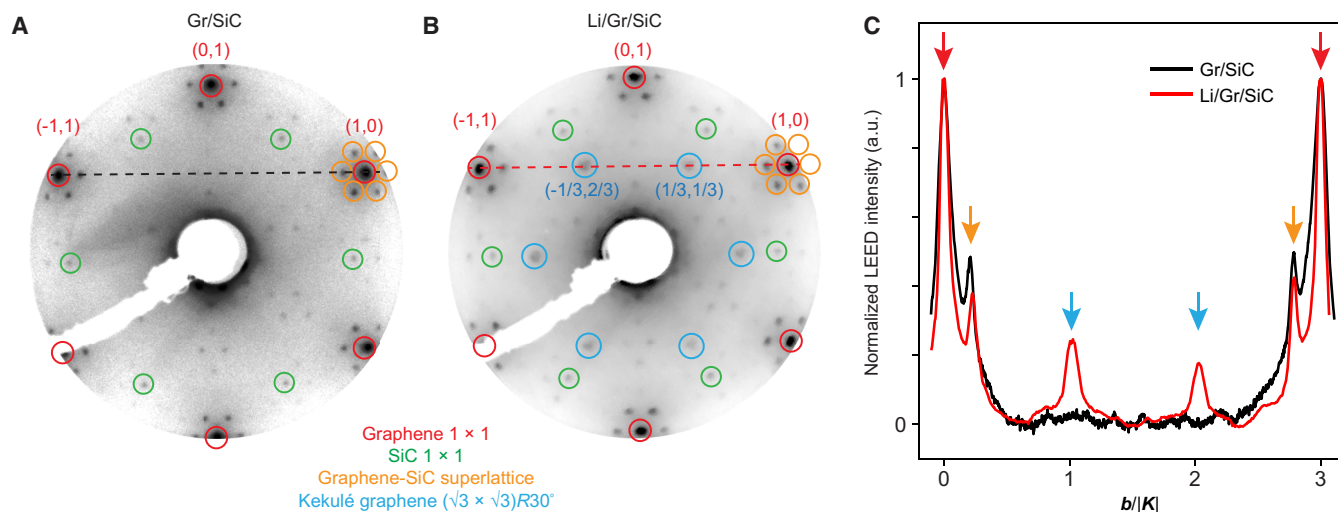 A
Gr/SiC
(0,1)
(-1,1)
(1,0)
B
Li/Gr/SiC
(0,1)
(-1,1)
(1,0)
(-1/3,2/3)
(1/3,1/3)
Graphene 1 × 1
SiC 1 × 1
Graphene-SiC superlattice
Kekulé graphene (√3 × √3)R30°
C
Gr/SiC
Li/Gr/SiC
Normalized LEED intensity (a.u.)
1
0
0 1 2 3
b/|K|